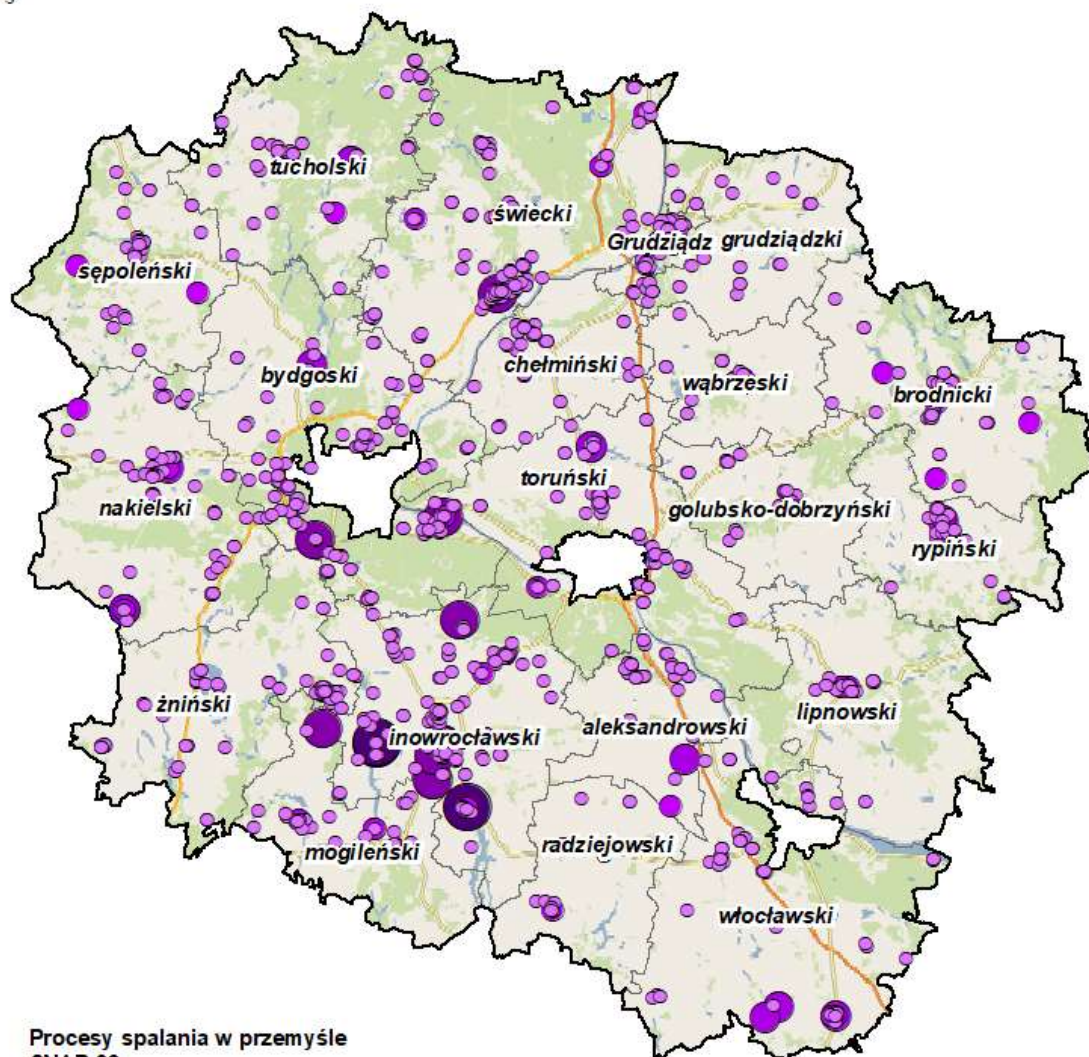 tucholski
świecki
Grudziądz grudziądzki
sępoleński
bydgoski
chełmiński
wąbrzeski
brodnicki
toruński
nakielski
golubsko-dobrzyński
rypiński
żniński
inowrocławski
aleksandrowski
lipnowski
mogileński
radziejowski
włocławski
Procesy spalania w przemyśle